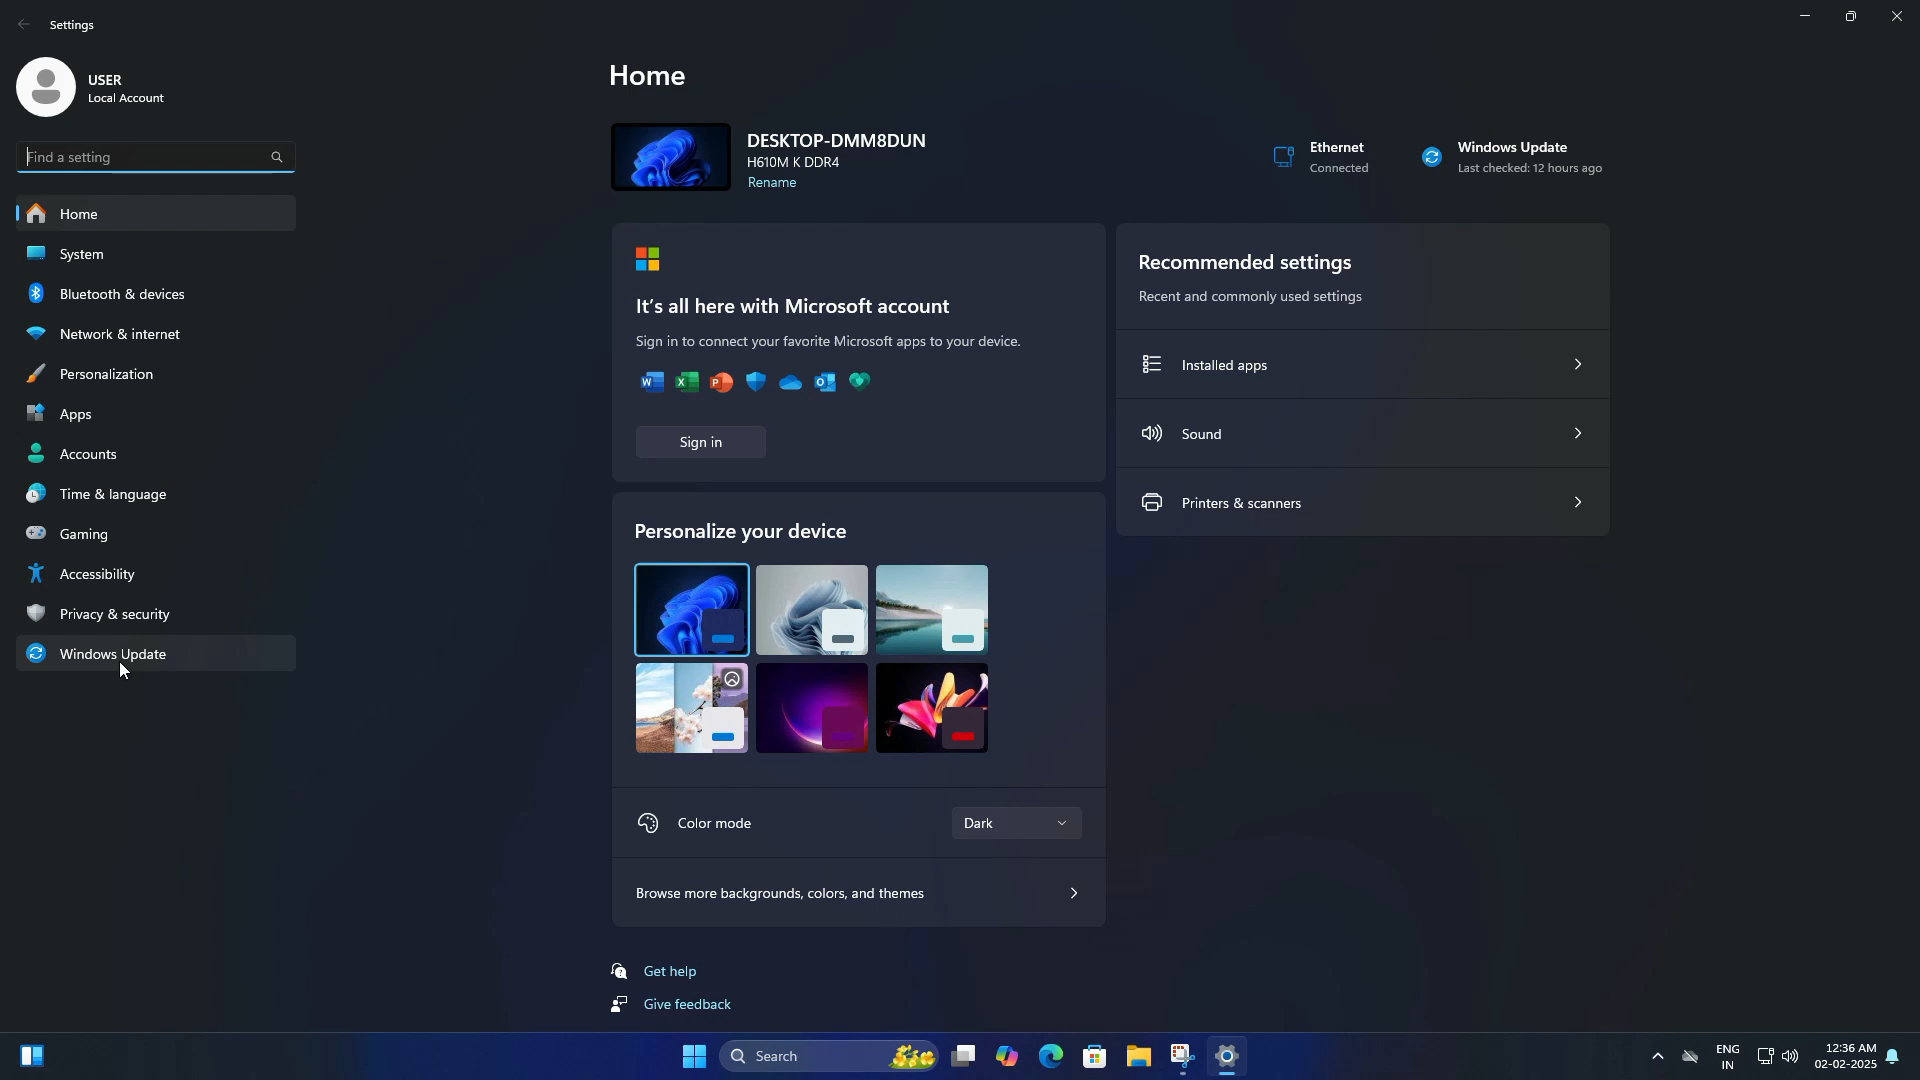 Settings
USER
Local Account
Find a setting
Home
System
Bluetooth & devices
Network & internet
Personalization
Apps
Accounts
Time & language
Gaming
Accessibility
Privacy & security
Windows Update
Home
DESKTOP-DMM8DUN
H610M K DDR4
Rename
Ethernet
Connected
Windows Update
Last checked: 12 hours ago
It's all here with Microsoft account
Sign in to connect your favorite Microsoft apps to your device.
Sign in
Recommended settings
Recent and commonly used settings
Installed apps
Sound
Printers & scanners
Personalize your device
Color mode
Dark
Browse more backgrounds, colors, and themes
Get help
Give feedback
Search
ENG
IN
12:36 AM
02-02-2025